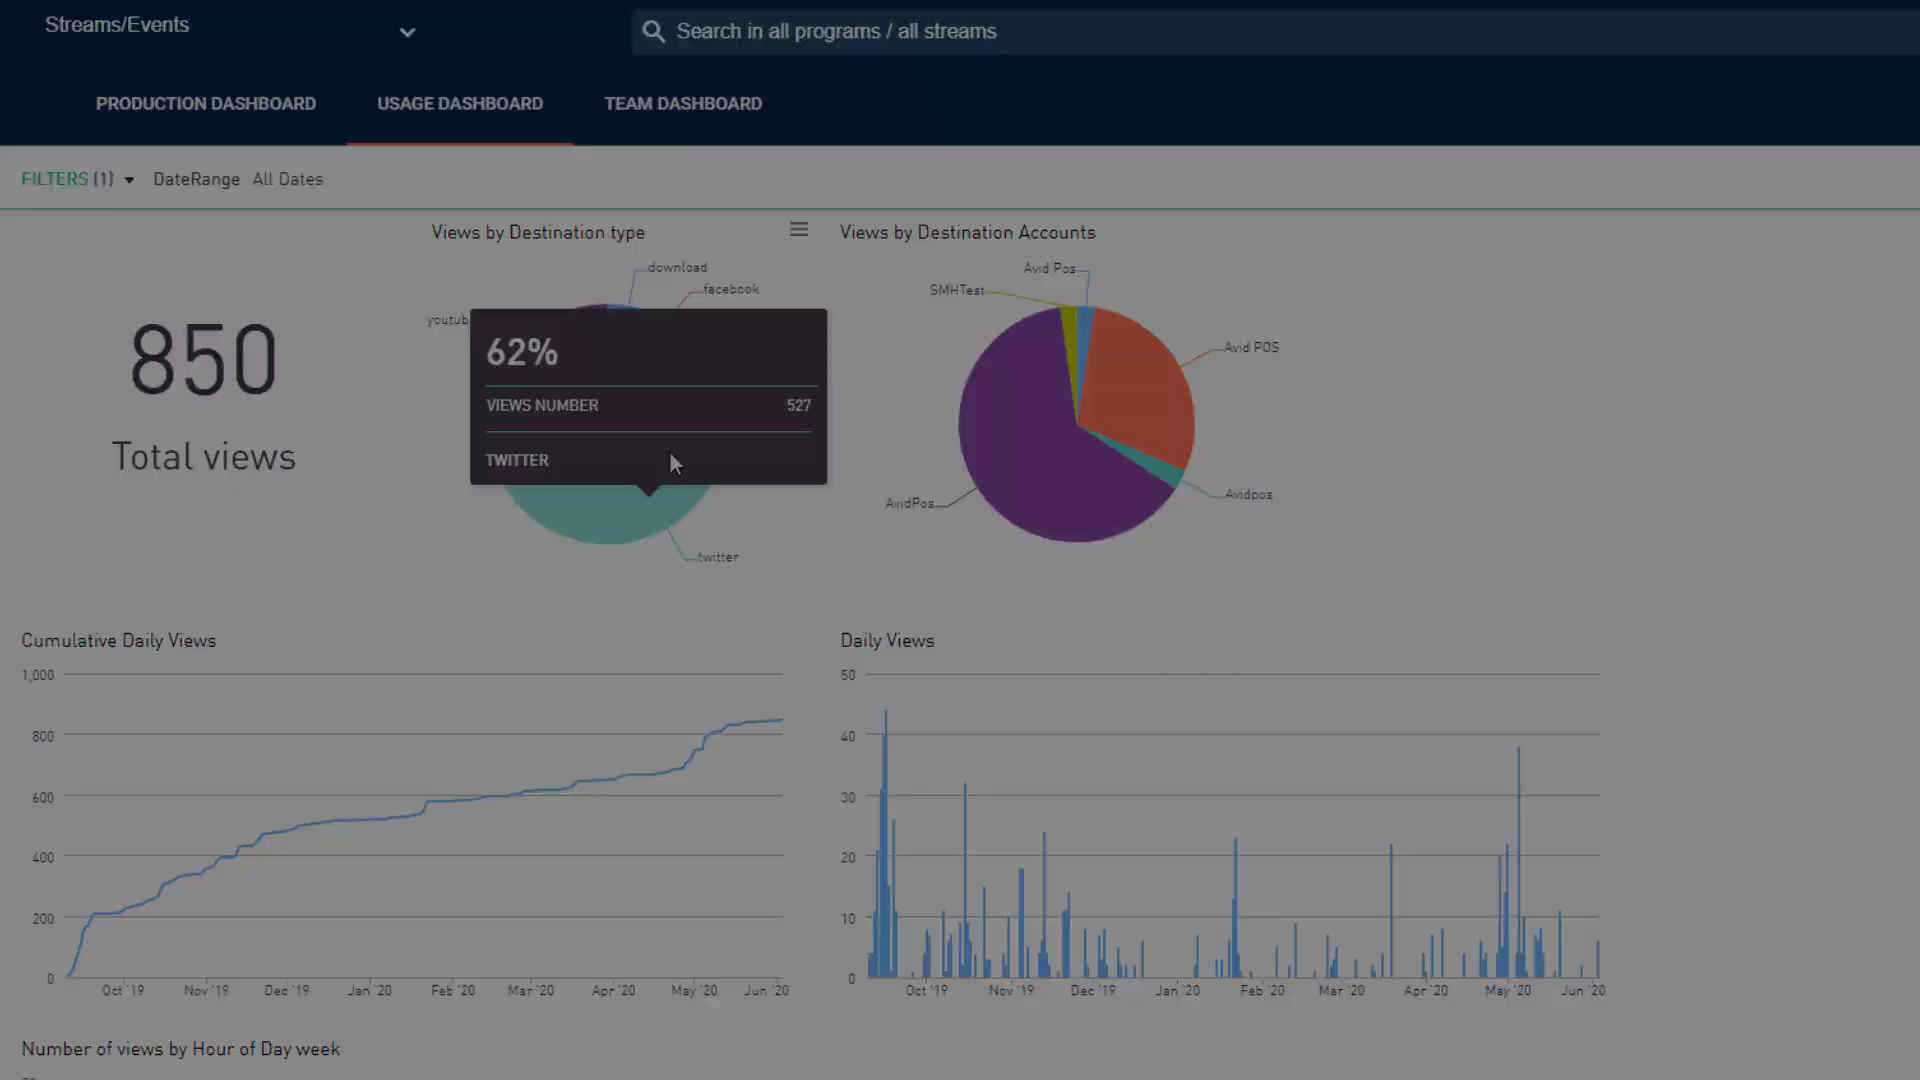 Streams/Events
Search in all programs / all streams
PRODUCTION DASHBOARD USAGE DASHBOARD TEAM DASHBOARD
FILTERS (1) DateRange All Dates
850
Total views
Views by Destination type
download
facebook
youtub
62%
VIEWS NUMBER 527
TWITTER
twitter
Views by Destination Accounts
Avid Pos
SMHTest
Avid POS
AvidPos
Avidpos
Cumulative Daily Views
1,000
800
600
400
200
0
Oct '19 Nov '19 Dec '19 Jan '20 Feb '20 Mar '20 Apr '20 May '20 Jun '20
Daily Views
50
40
30
20
10
0
Oct '19 Nov '19 Dec '19 Jan '20 Feb '20 Mar '20 Apr '20 May '20 Jun '20
Number of views by Hour of Day week